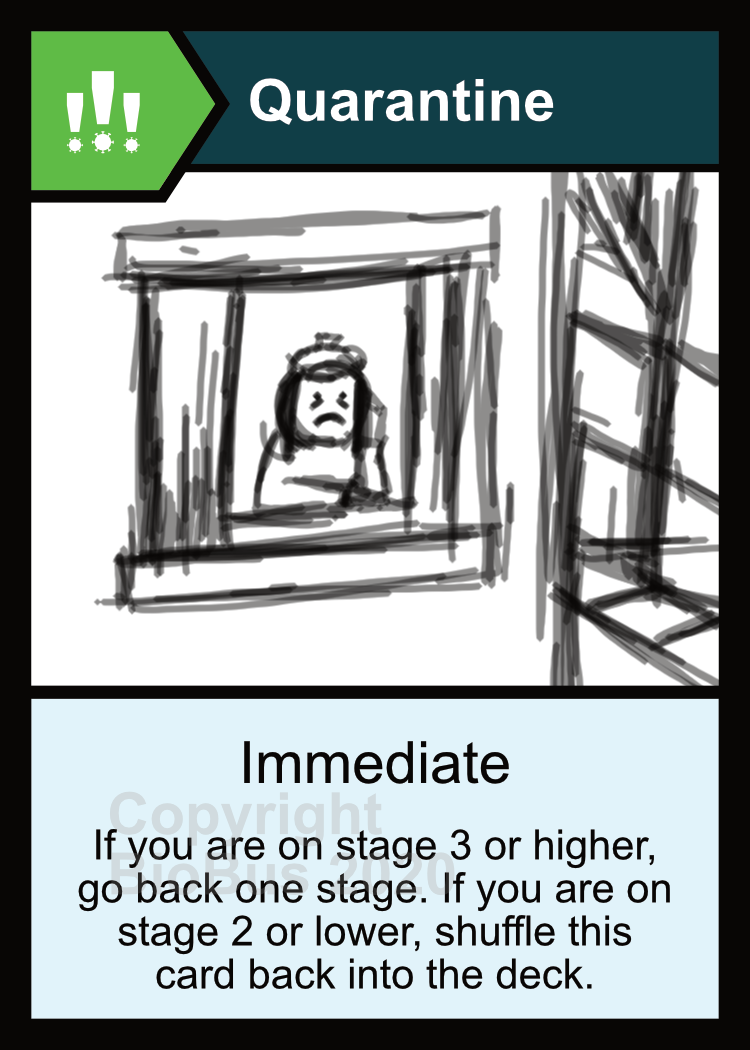 Quarantine
Immediate
Copyright
BioBus 2020
If you are on stage 3 or higher,
go back one stage. If you are on
stage 2 or lower, shuffle this
card back into the deck.